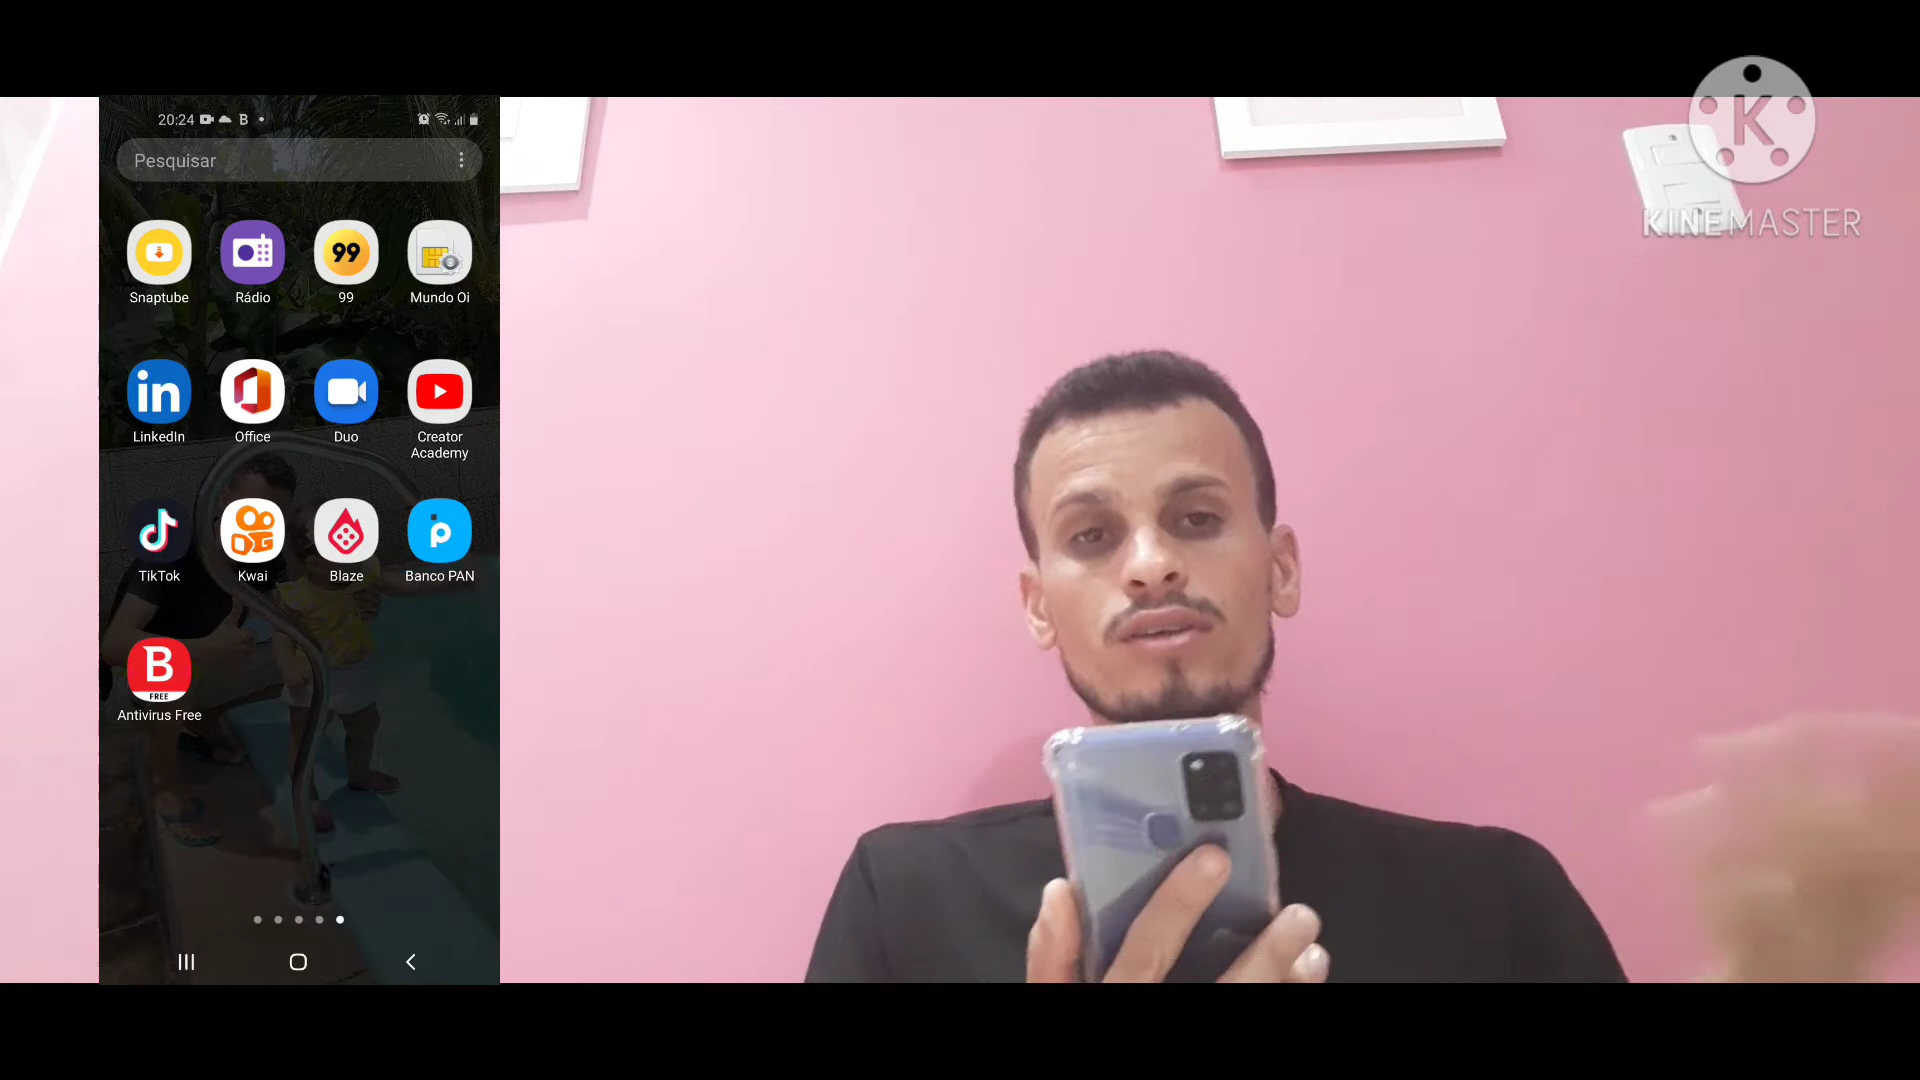 20:24
Pesquisar
99
Snaptube
Rádio
99
Mundo Oi
in
LinkedIn
Office
Duo
Creator
Academy
TikTok
Kwai
Blaze
Banco PAN
B
FREE
Antivirus Free
K
KINEMASTER